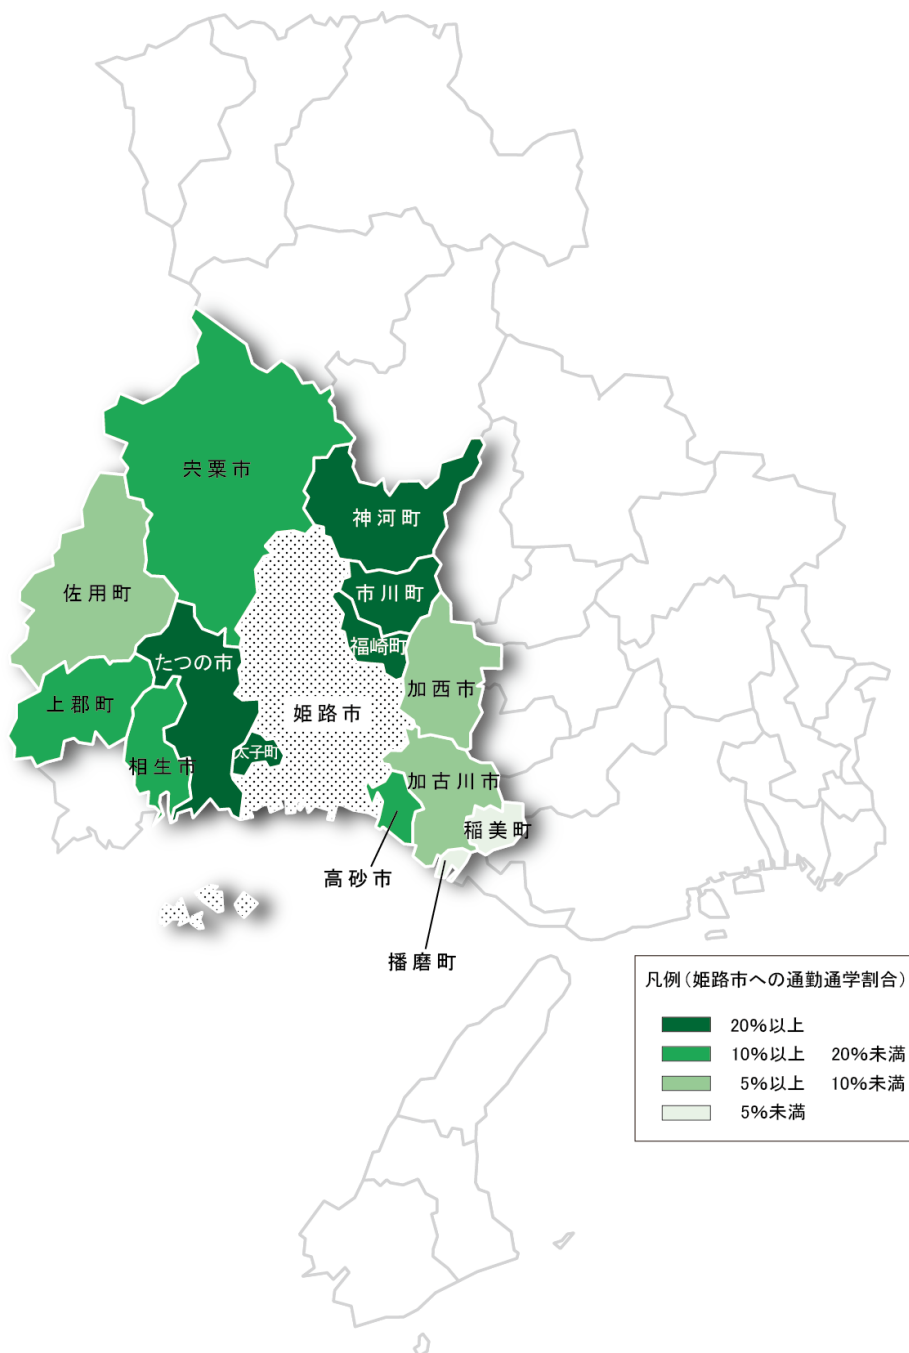 宍粟市
神河町
佐用町
市川町
福崎町
たつの市
加西市
上郡町
姫路市
太子町
相生市
加古川市
稲美町
高砂市
播磨町
凡例(姫路市への通勤通学割合)
20%以上
10%以上 20%未満
5%以上 10%未満
5%未満